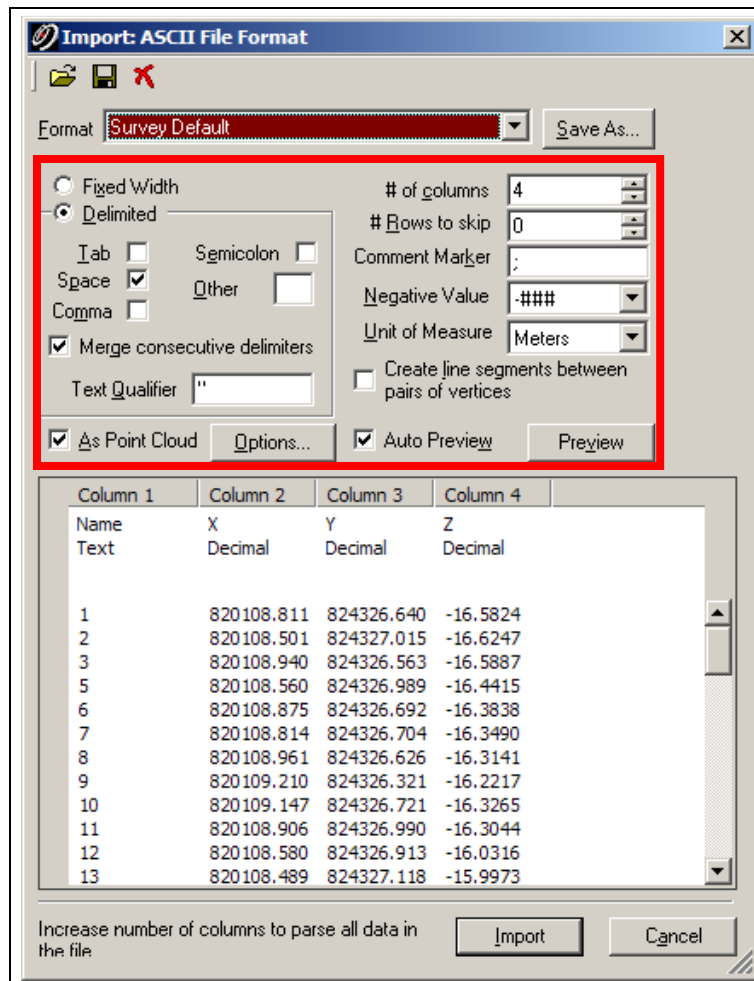 Import: ASCII File Format
Format Survey Default Save As...
Fixed Width
Delimited
Tab Semicolon
Space Other
Comma
Merge consecutive delimiters
Text Qualifier "
# of columns 4
# Rows to skip 0
Comment Marker ;
Negative Value -###
Unit of Measure Meters
Create line segments between
pairs of vertices
As Point Cloud Options... Auto Preview Preview
Column 1 Column 2 Column 3 Column 4
Name X Y Z
Text Decimal Decimal Decimal
1 820108.811 824326.640 -16.5824
2 820108.501 824327.015 -16.6247
3 820108.940 824326.563 -16.5887
5 820108.560 824326.989 -16.4415
6 820108.875 824326.692 -16.3838
7 820108.814 824326.704 -16.3490
8 820108.961 824326.626 -16.3141
9 820109.210 824326.321 -16.2217
10 820109.147 824326.721 -16.3265
11 820108.906 824326.990 -16.3044
12 820108.580 824326.913 -16.0316
13 820108.489 824327.118 -15.9973
Increase number of columns to parse all data in
the file
Import Cancel